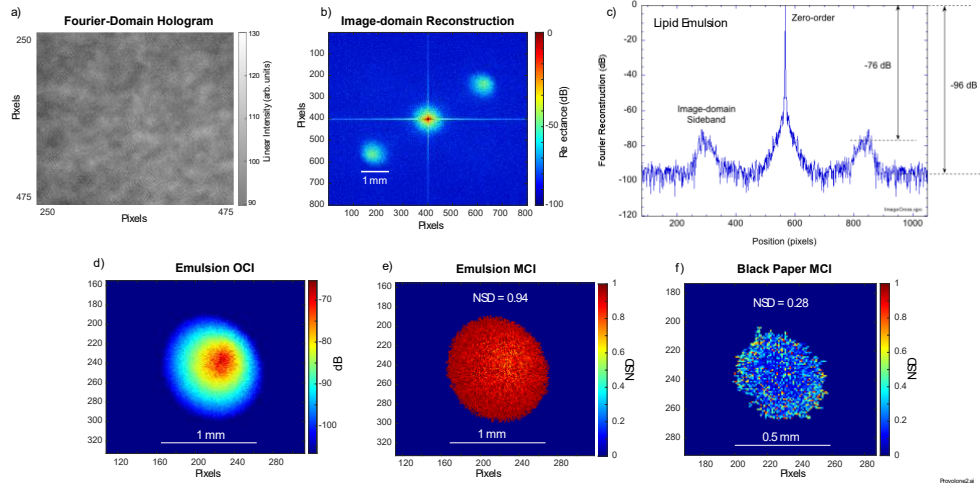 a)
Fourier-Domain Hologram
250
475
Pixels
250
475
Pixels
130
120
110
100
90
Linear Intensity (arb. units)
b)
Image-domain Reconstruction
100
200
300
400
500
600
700
800
Pixels
1 mm
0 100 200 300 400 500 600 700 800
Pixels
0
-50
-100
Re ectance (dB)
c)
Lipid Emulsion
Zero-order
-76 dB
-96 dB
Image-domain
Sideband
0
-20
-40
-60
-80
-100
-120
Fourier Reconstruction (dB)
200 400 600 800 1000
Position (pixels)
d)
Emulsion OCI
160
180
200
220
240
260
280
300
320
1 mm
120 160 200 240 280
Pixels
-70
-80
-90
-100
dB
e)
Emulsion MCI
NSD = 0.94
160
180
200
220
240
260
280
300
320
1 mm
120 160 200 240 280
Pixels
1
0.8
0.6
0.4
0.2
0
NSD
f)
Black Paper MCI
NSD = 0.28
180
200
220
240
260
280
0.5 mm
180 200 220 240 260 280
Pixels
1
0.8
0.6
0.4
0.2
0
NSD
Provolone2.ai